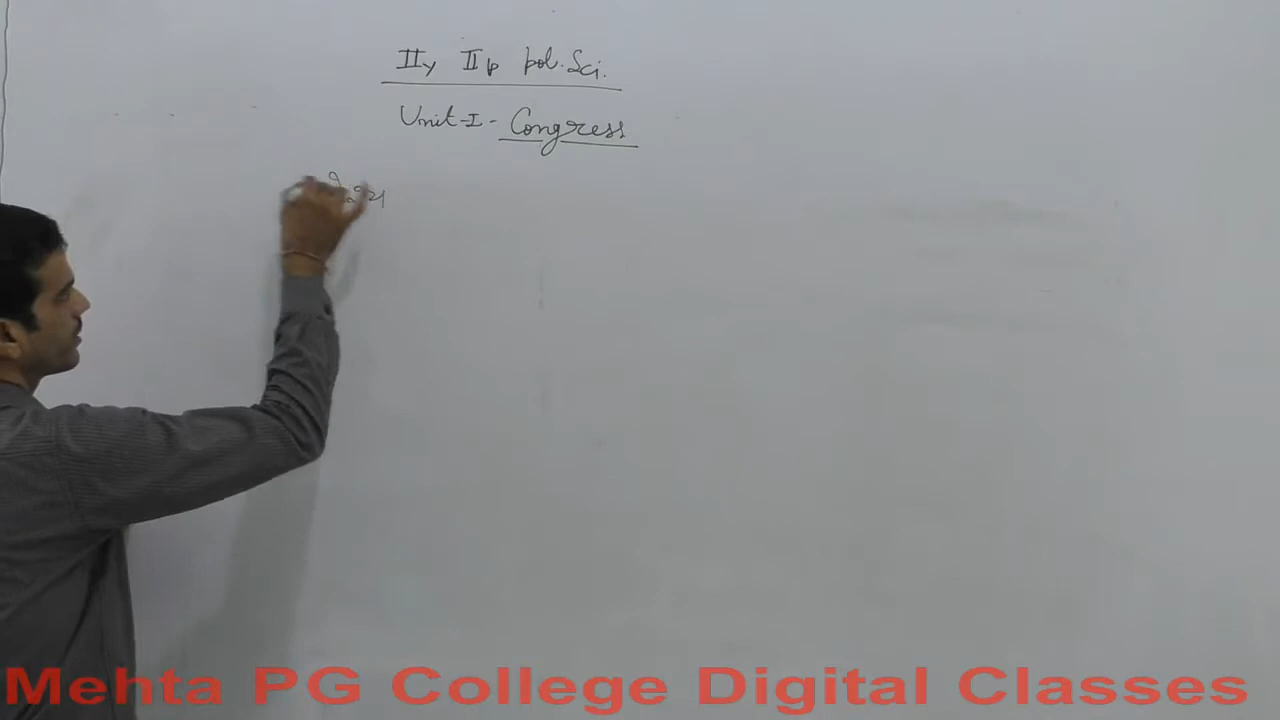 IIy IIp pol. Sci.
Unit-I- Congress
Mehta PG College Digital Classes